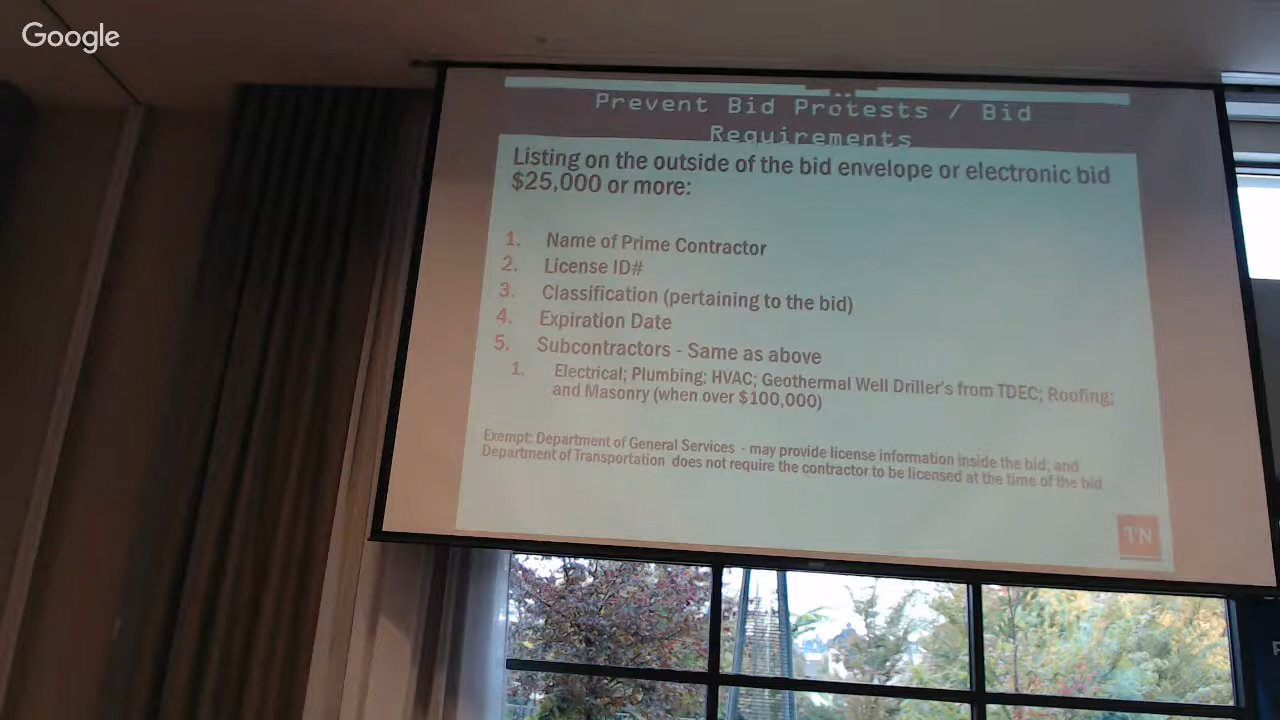 Google
Prevent Bid Protests / Bid
Requirements
Listing on the outside of the bid envelope or electronic bid
$25,000 or more:
1. Name of Prime Contractor
2. License ID#
3. Classification (pertaining to the bid)
4. Expiration Date
5. Subcontractors - Same as above
1. Electrical; Plumbing; HVAC; Geothermal Well Driller's from TDEC; Roofing;
and Masonry (when over $100,000)
Exempt: Department of General Services - may provide license information inside the bid; and
Department of Transportation does not require the contractor to be licensed at the time of the bid
TN